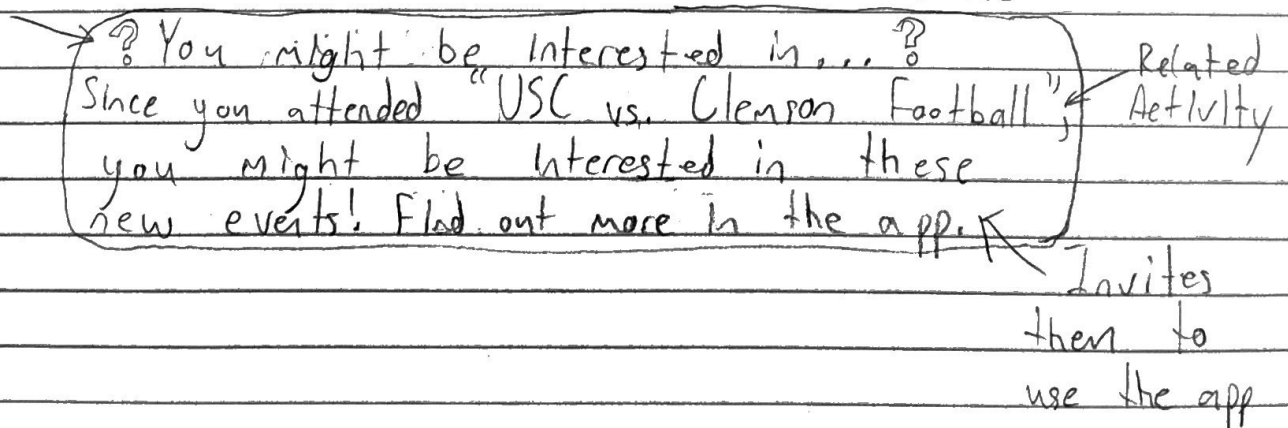 ? You might be interested in... ?
Since you attended "USC vs. Clemson Football",
you might be interested in these
new events! Find out more in the app.
Related
Activity
Invites
them to
use the app